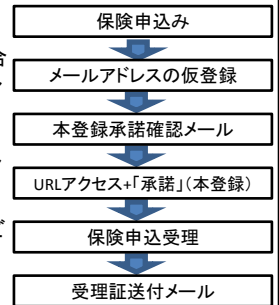 保険申込み
メールアドレスの仮登録
本登録承諾確認メール
URLアクセス+「承諾」(本登録)
保険申込受理
受理証送付メール